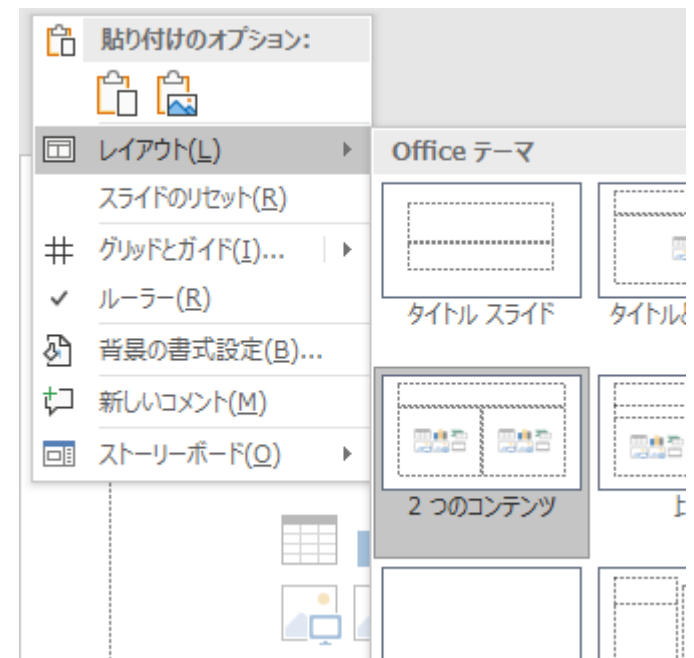 貼り付けのオプション:
レイアウト(L)
スライドのリセット(R)
グリッドとガイド(I)...
ルーラー(R)
背景の書式設定(B)...
新しいコメント(M)
ストーリーボード(O)
Office テーマ
タイトル スライド
タイトル
2 つのコンテンツ